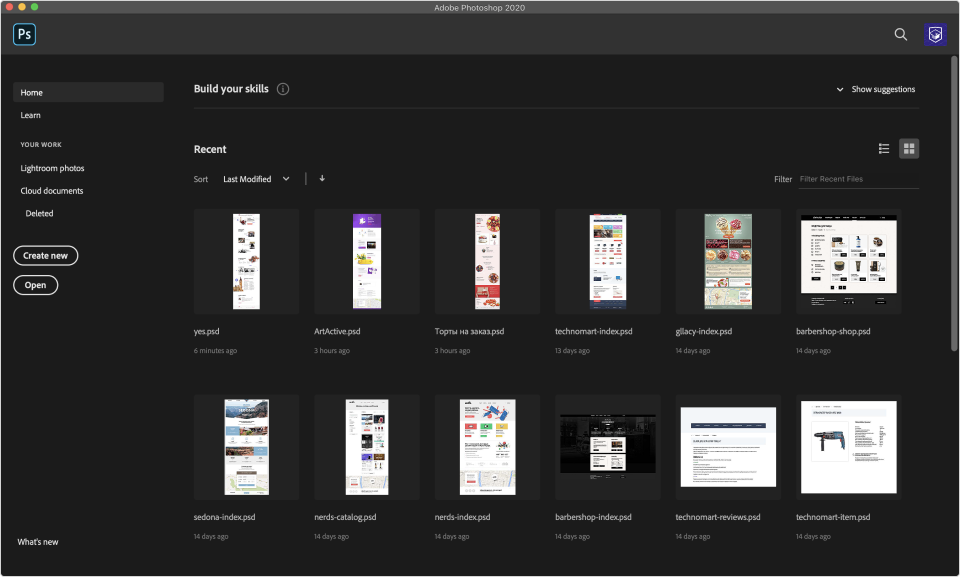 Adobe Photoshop 2020
Ps
Home
Learn
YOUR WORK
Lightroom photos
Cloud documents
Deleted
Create new
Open
What's new
Build your skills
Show suggestions
Recent
Sort Last Modified
Filter Filter Recent Files
yes.psd ArtActive.psd Торты на заказ.psd technomart-index.psd gllacy-index.psd barbershop-shop.psd
6 minutes ago 3 hours ago 3 hours ago 13 days ago 14 days ago 14 days ago
sedona-index.psd nerds-catalog.psd nerds-index.psd barbershop-index.psd technomart-reviews.psd technomart-item.psd
14 days ago 14 days ago 14 days ago 14 days ago 14 days ago 14 days ago